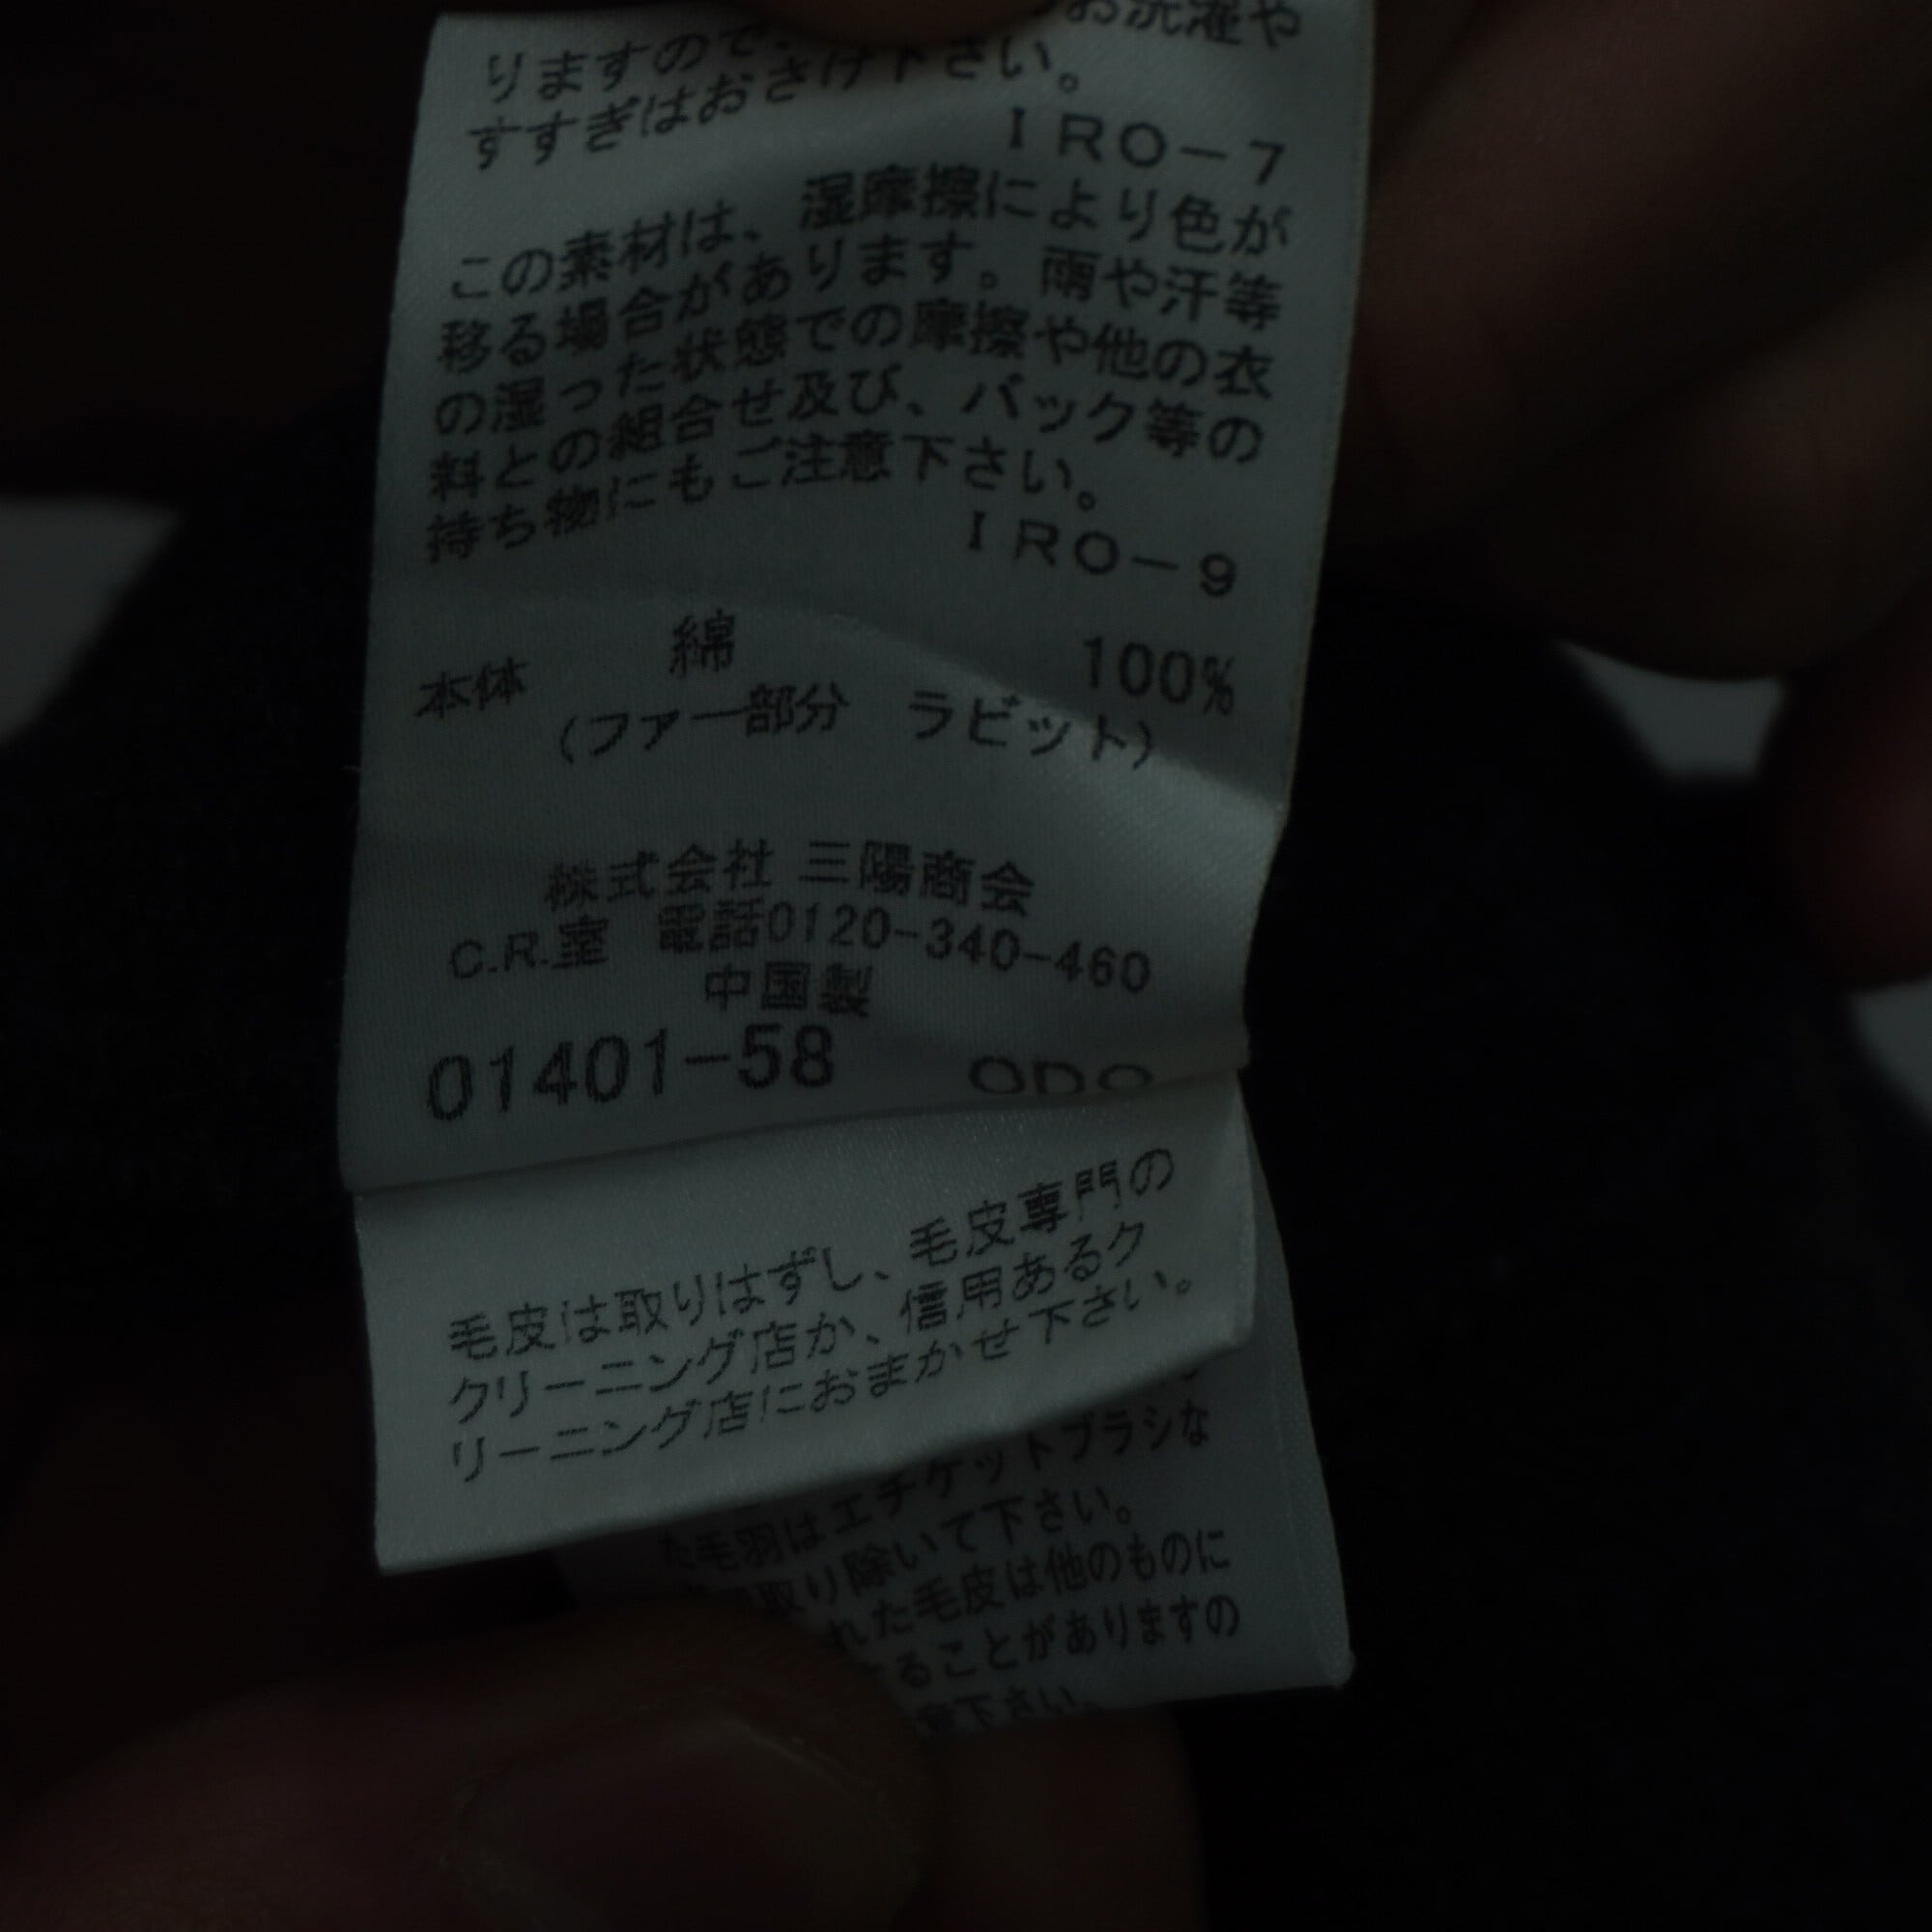 りますので、 お洗濯や
すすぎはおさけ下さい。
IRO-7
この素材は、湿摩擦により色が
移る場合があります。雨や汗等
の湿った状態での摩擦や他の衣
料との組合せ及び、バック等の
持ち物にもご注意下さい。
IRO-9
本体 綿 100%
(ファー部分 ラビット)
株式会社 三陽商会
C.R.室 電話0120-340-460
中国製
01401-58
毛皮は取りはずし、毛皮専門の
クリーニング店か、信用あるク
リーニング店におまかせ下さい。
た毛羽はエチケットブラシな
取り除いて下さい。
れた毛皮は他のものに
することがありますの
意下さい。